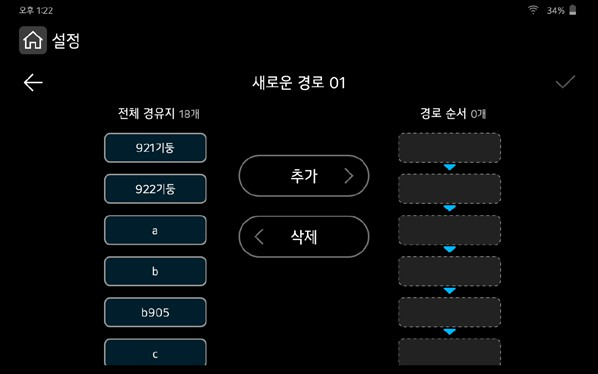 오후 1:22
34%
설정
새로운 경로 01
전체 경유지 18개
경로 순서 0개
921기둥
922기둥
a
b
b905
c
추가
삭제